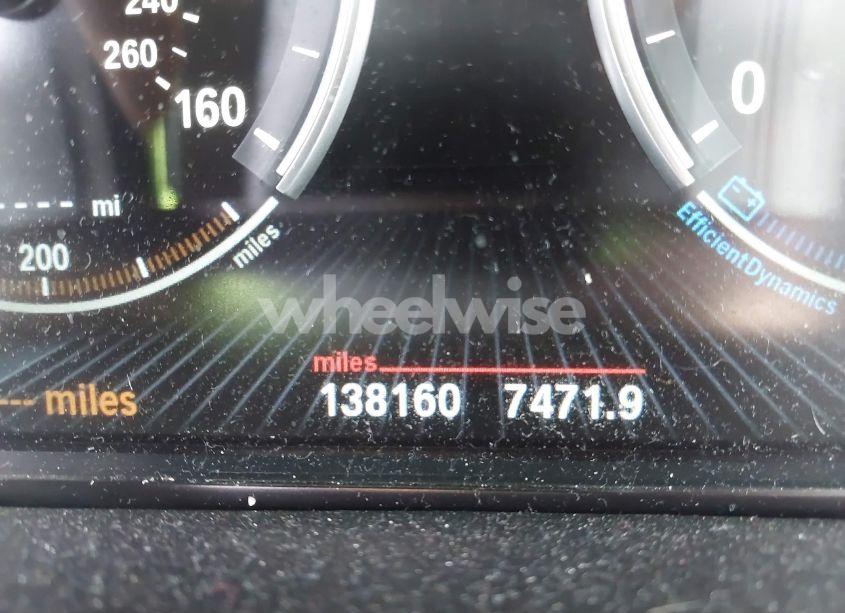 240
260
160
0
---- mi
200
miles
EfficientDynamics
wheelwise
miles
--- miles
138160 7471.9